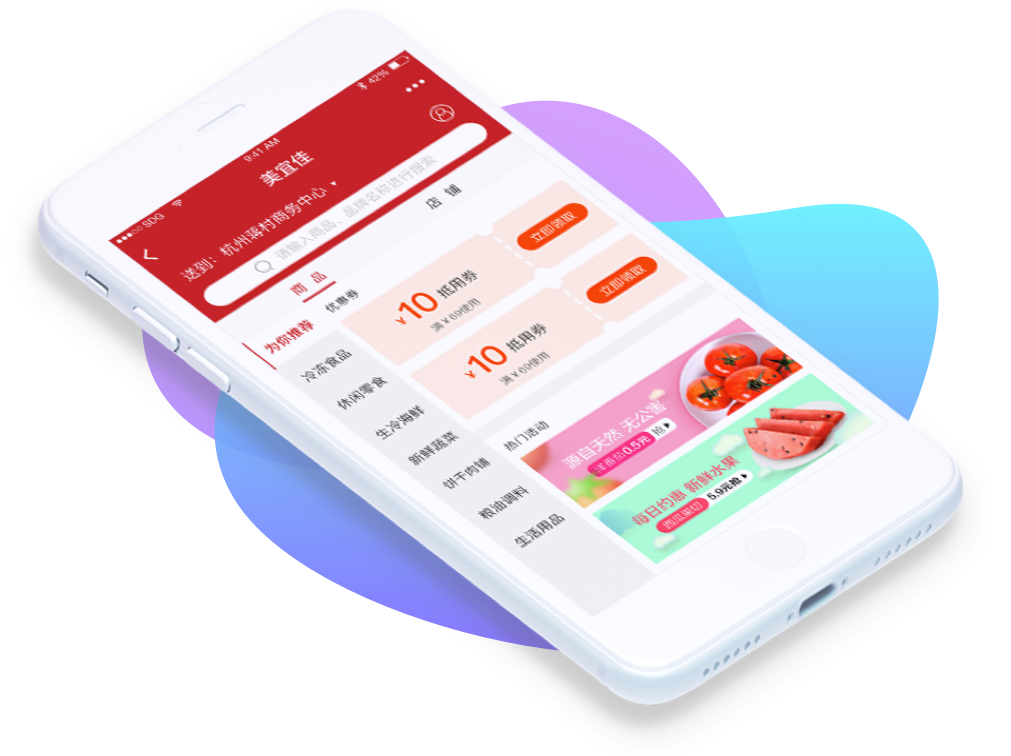 SDG 9:41 AM 42%
美宜佳
送到：杭州蒋村商务中心
请输入商品、品牌名称进行搜索
商 品 店 铺
为你推荐
冷冻食品
休闲零食
生冷海鲜
新鲜蔬菜
饼干肉铺
粮油调料
生活用品
优惠券
¥10 抵用券
满¥69使用
立即领取
¥10 抵用券
满¥69使用
立即领取
热门活动
源自天然 无公害
洋番茄0.5元 抢
每日约惠 新鲜水果
西瓜果切 5.9元抢